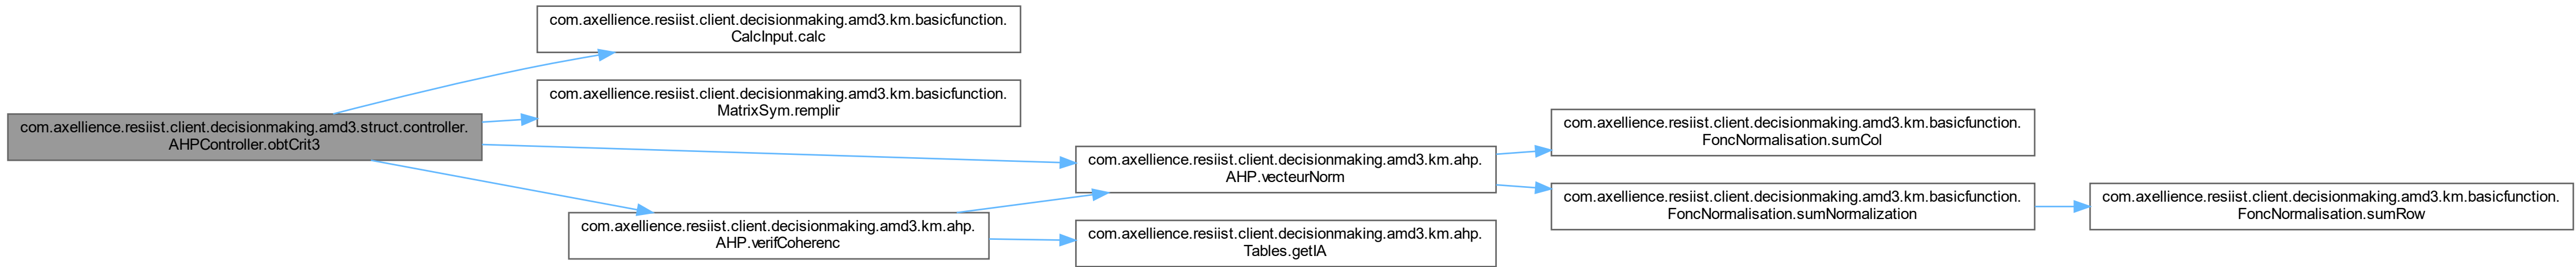 com.axellience.resiist.client.decisionmaking.amd3.struct.controller.
AHPController.obtCrit3
com.axellience.resiist.client.decisionmaking.amd3.km.basicfunction.
CalcInput.calc
com.axellience.resiist.client.decisionmaking.amd3.km.basicfunction.
MatrixSym.remplir
com.axellience.resiist.client.decisionmaking.amd3.km.ahp.
AHP.vecteurNorm
com.axellience.resiist.client.decisionmaking.amd3.km.ahp.
AHP.verifCoherenc
com.axellience.resiist.client.decisionmaking.amd3.km.basicfunction.
FoncNormalisation.sumCol
com.axellience.resiist.client.decisionmaking.amd3.km.basicfunction.
FoncNormalisation.sumNormalization
com.axellience.resiist.client.decisionmaking.amd3.km.ahp.
Tables.getIA
com.axellience.resiist.client.decisionmaking.amd3.km.basicfunction.
FoncNormalisation.sumRow